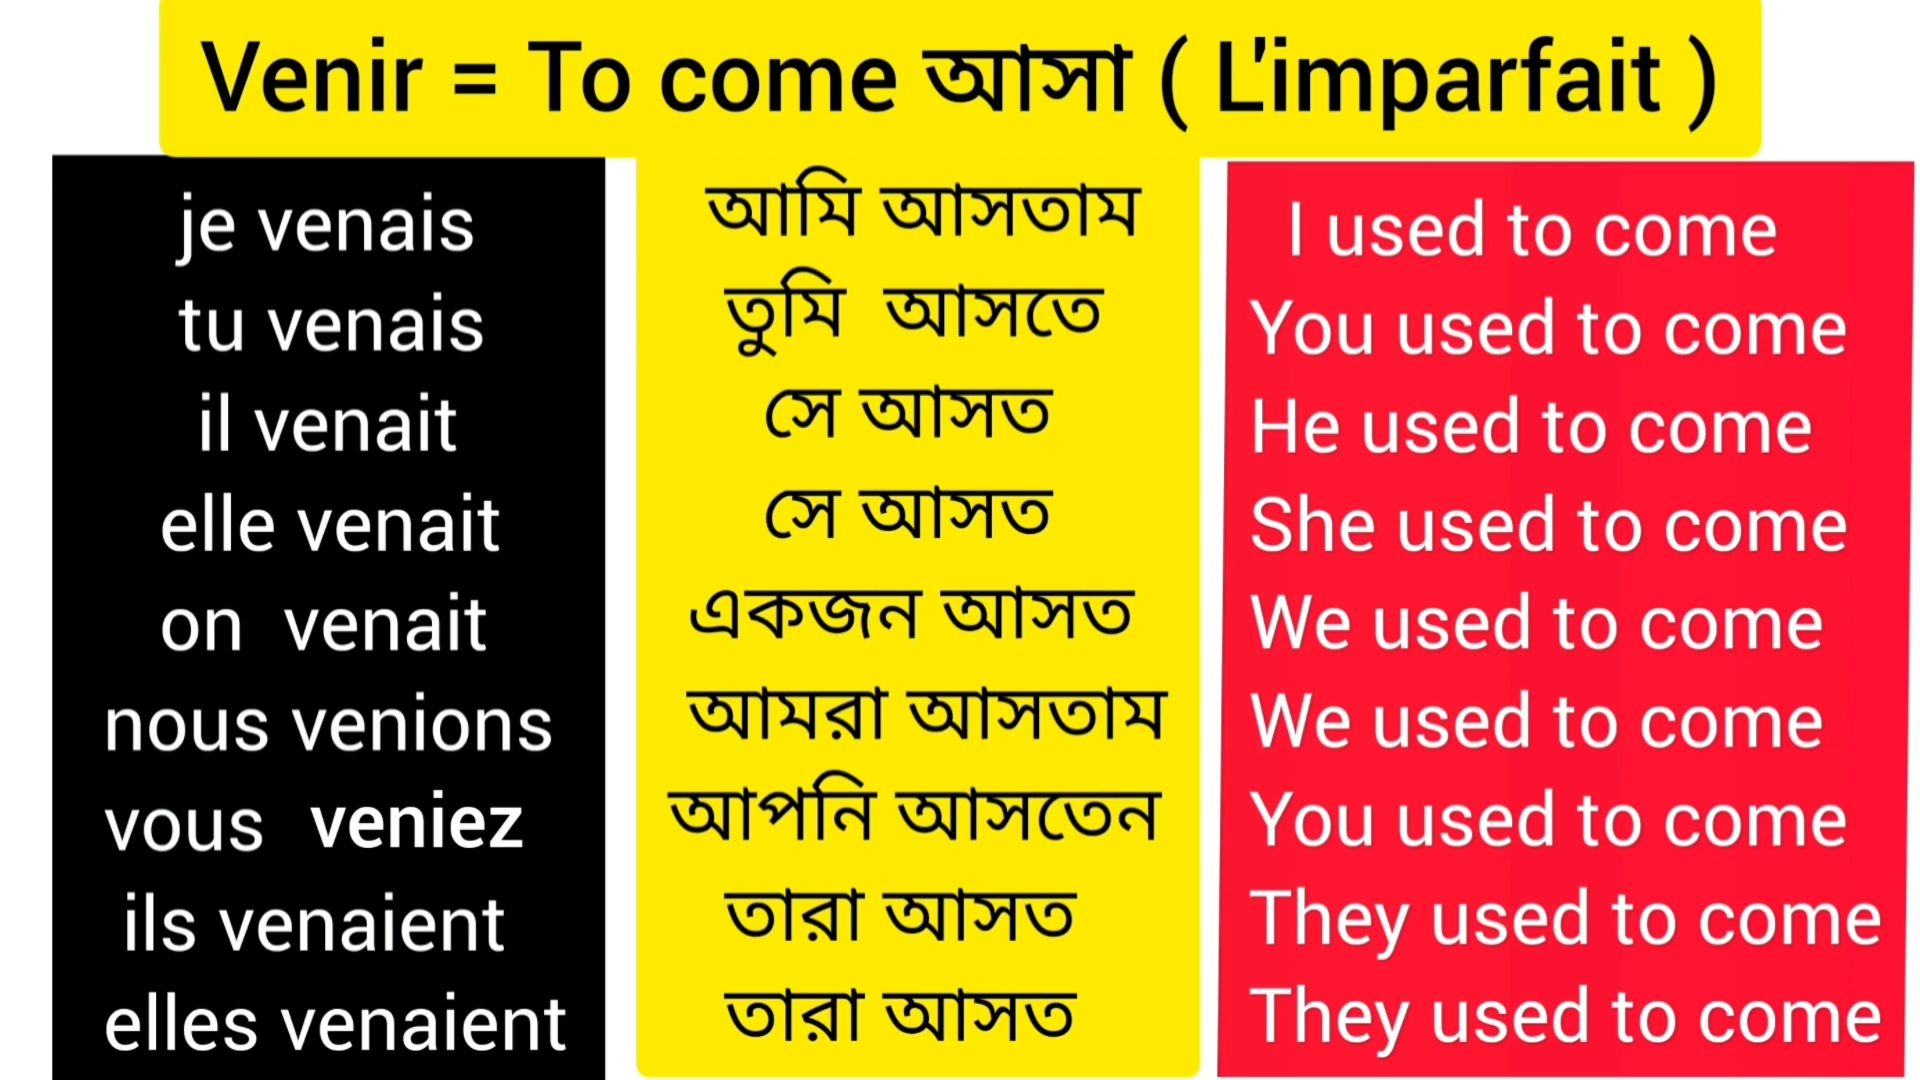 Venir = To come আসা ( L'imparfait )
je venais
tu venais
il venait
elle venait
on venait
nous venions
vous veniez
ils venaient
elles venaient
আমি আসতাম
তুমি আসতে
সে আসত
সে আসত
একজন আসত
আমরা আসতাম
আপনি আসতেন
তারা আসত
তারা আসত
I used to come
You used to come
He used to come
She used to come
We used to come
We used to come
You used to come
They used to come
They used to come